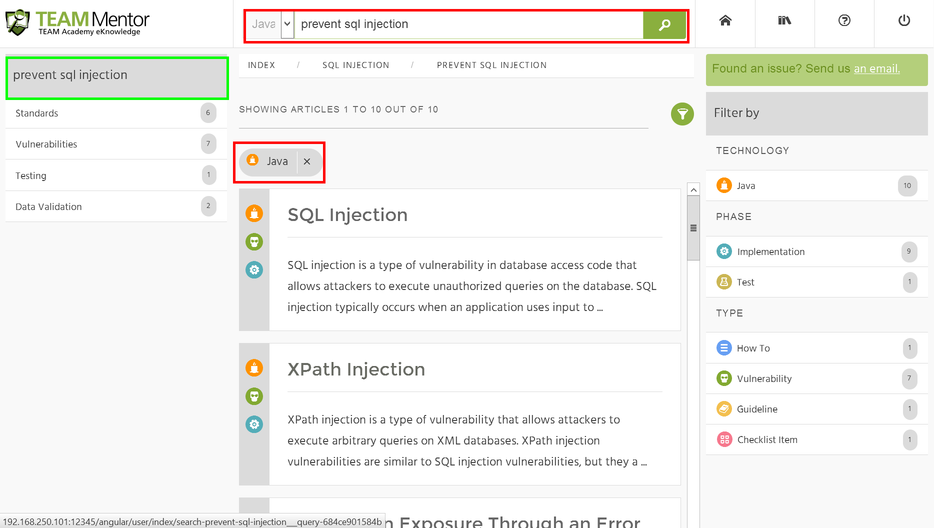 TEAM Mentor
TEAM Academy eKnowledge
Java
prevent sql injection
prevent sql injection
Standards 6
Vulnerabilities 7
Testing 1
Data Validation 2
INDEX / SQL INJECTION / PREVENT SQL INJECTION
SHOWING ARTICLES 1 TO 10 OUT OF 10
Java ×
SQL Injection
SQL injection is a type of vulnerability in database access code that
allows attackers to execute unauthorized queries on the database. SQL
injection typically occurs when an application uses input to ...
XPath Injection
XPath injection is a type of vulnerability that allows attackers to
execute arbitrary queries on XML databases. XPath injection
vulnerabilities are similar to SQL injection vulnerabilities, but they a ...
Exposure Through an Error
Found an issue? Send us an email.
Filter by
TECHNOLOGY
Java 10
PHASE
Implementation 9
Test 1
TYPE
How To 1
Vulnerability 7
Guideline 1
Checklist Item 1
192.168.250.101:12345/angular/user/index/search-prevent-sql-injection__query-684ce901584b